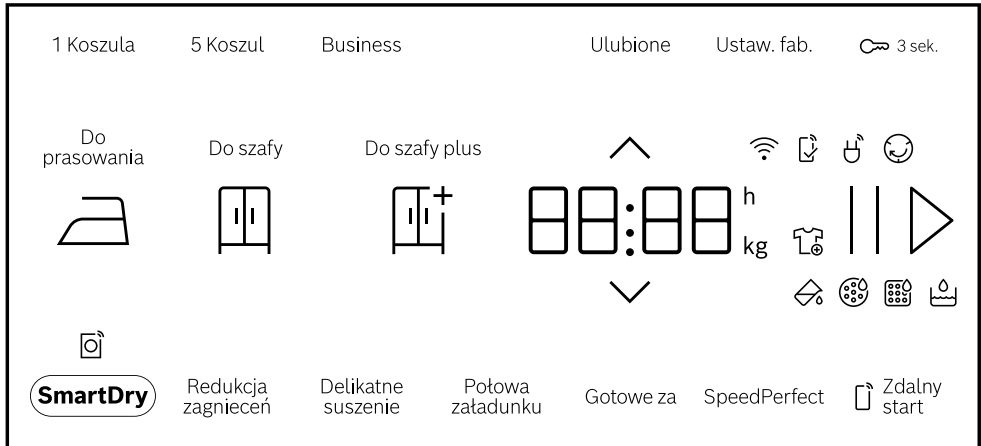 1 Koszula 5 Koszul Business Ulubione Ustaw. fab. 3 sek.
Do
prasowania
Do szafy
Do szafy plus
88:88
h
kg
SmartDry
Redukcja
zagnieceń
Delikatne
suszenie
Połowa
załadunku
Gotowe za
SpeedPerfect
Zdalny
start